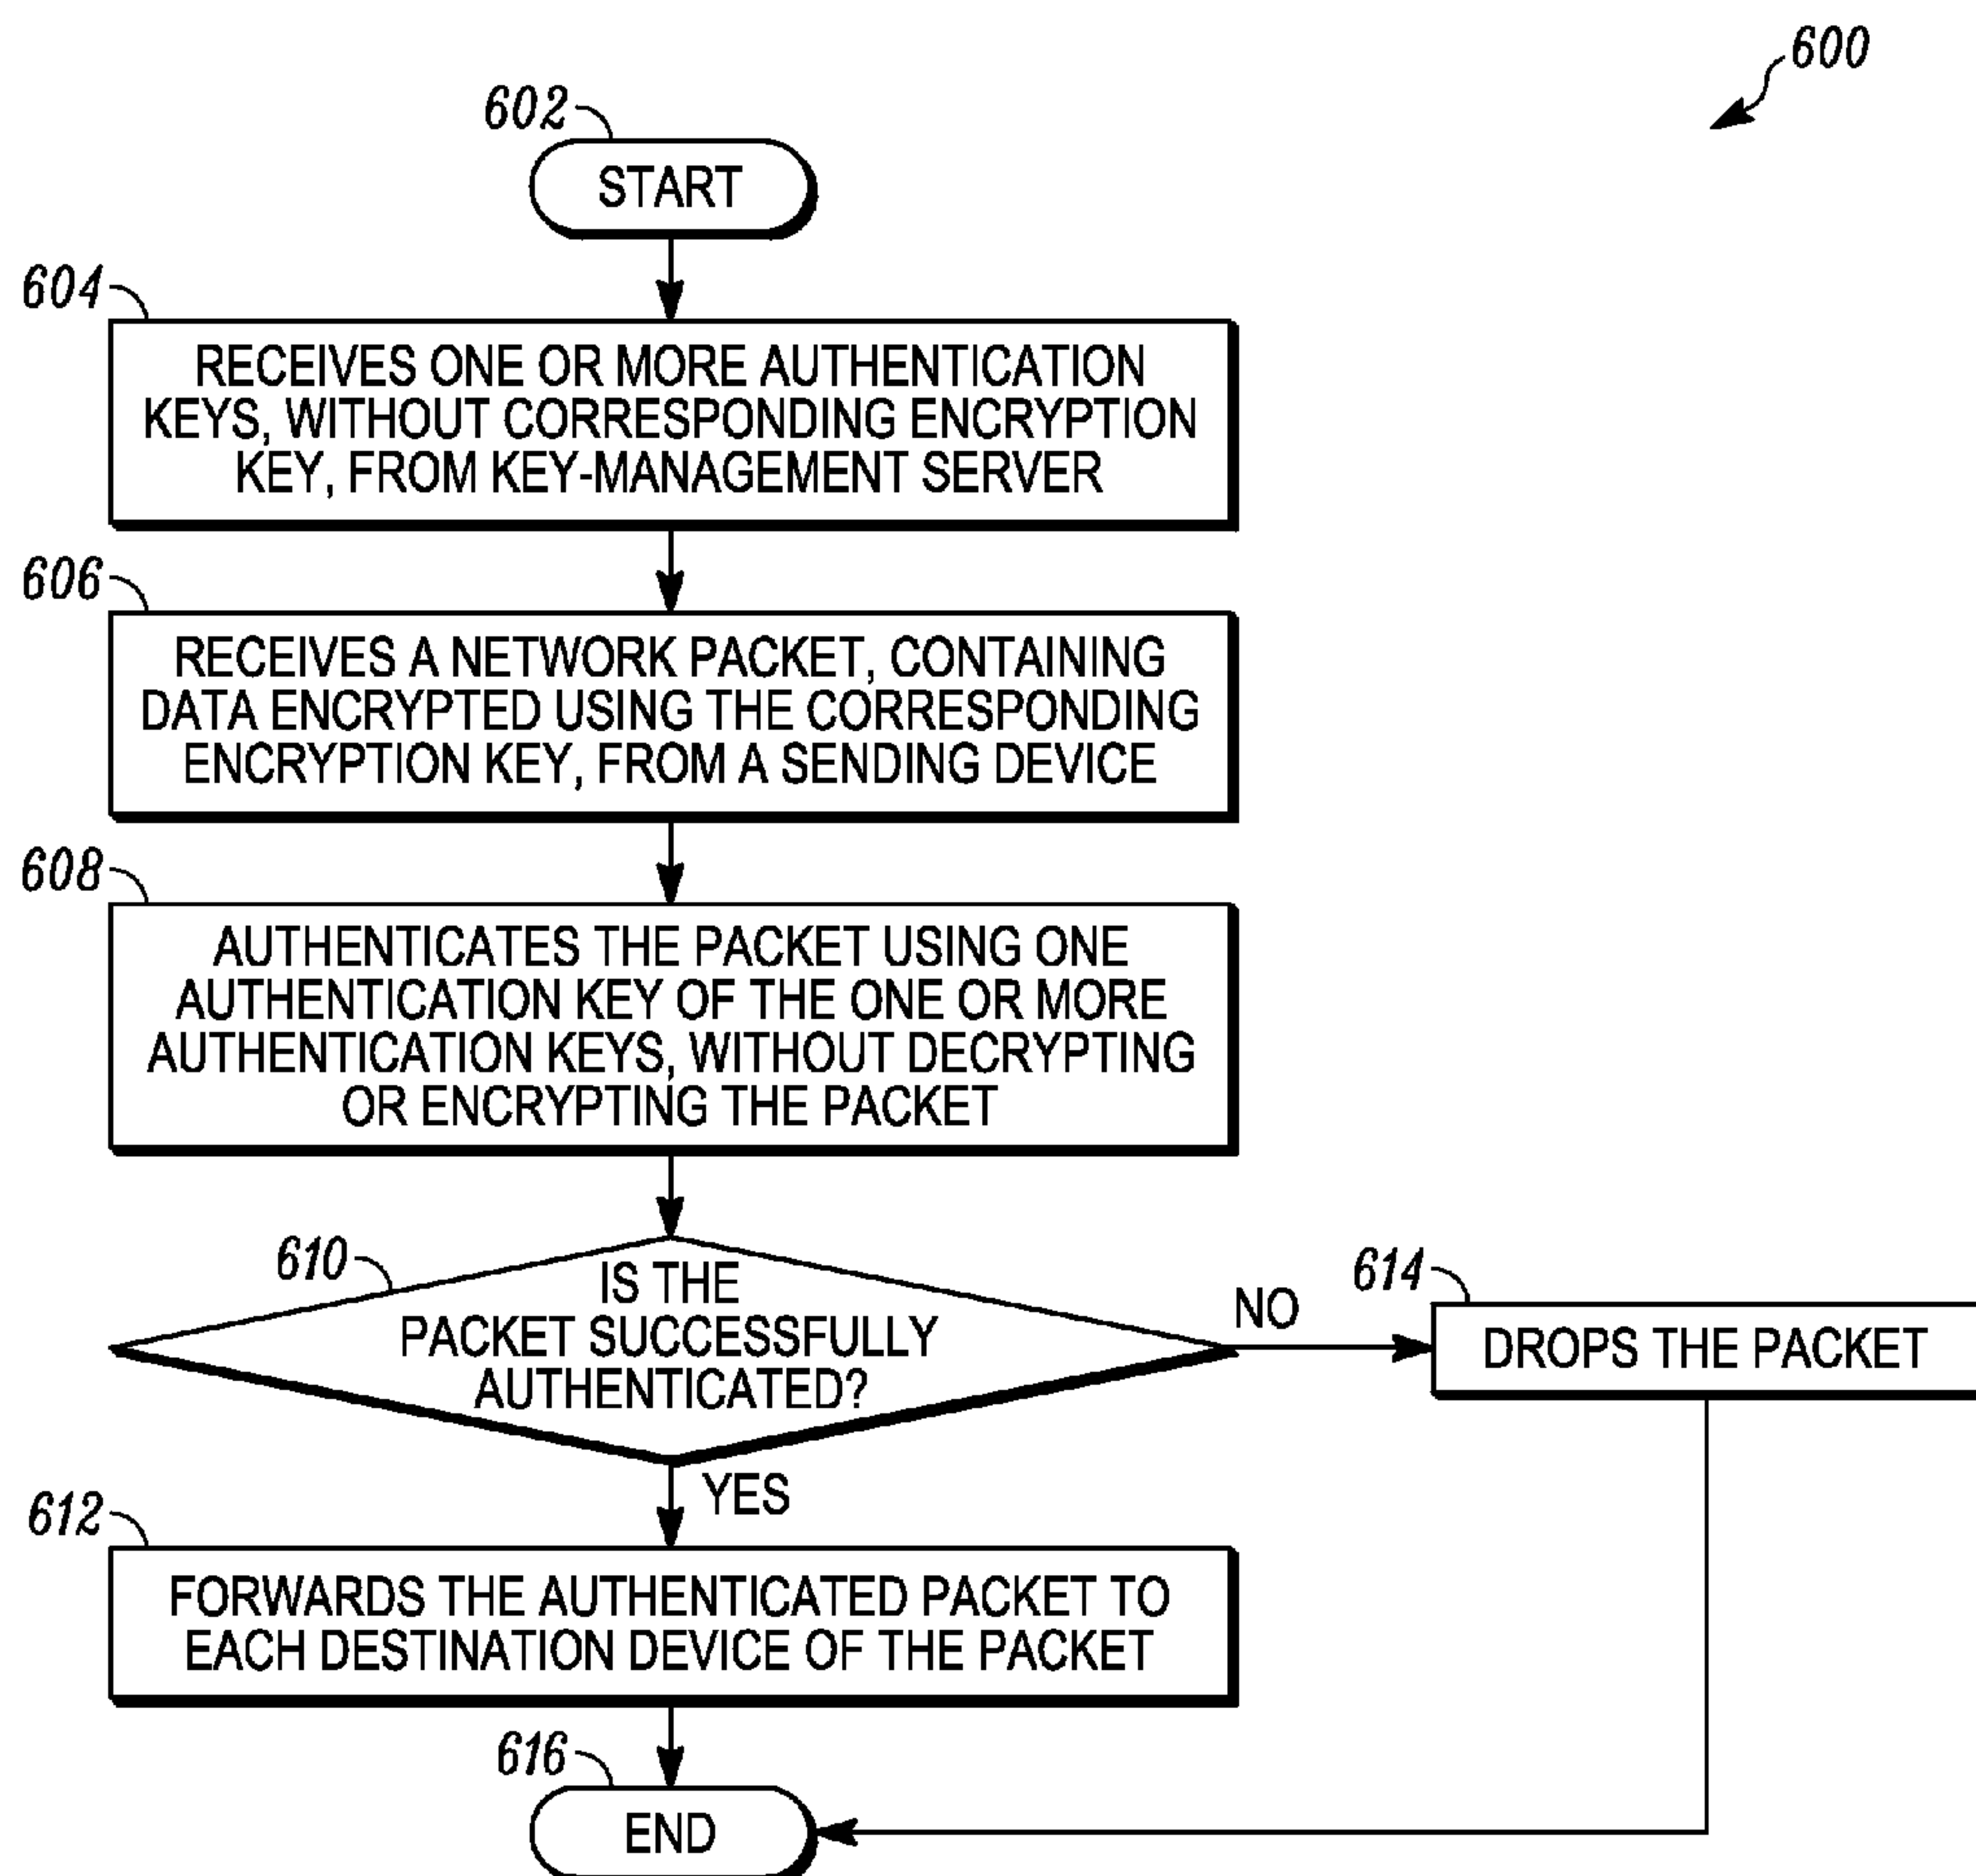 600
602
START
604
RECEIVES ONE OR MORE AUTHENTICATION
KEYS, WITHOUT CORRESPONDING ENCRYPTION
KEY, FROM KEY-MANAGEMENT SERVER
606
RECEIVES A NETWORK PACKET, CONTAINING
DATA ENCRYPTED USING THE CORRESPONDING
ENCRYPTION KEY, FROM A SENDING DEVICE
608
AUTHENTICATES THE PACKET USING ONE
AUTHENTICATION KEY OF THE ONE OR MORE
AUTHENTICATION KEYS, WITHOUT DECRYPTING
OR ENCRYPTING THE PACKET
610
IS THE
PACKET SUCCESSFULLY
AUTHENTICATED?
NO
614
DROPS THE PACKET
YES
612
FORWARDS THE AUTHENTICATED PACKET TO
EACH DESTINATION DEVICE OF THE PACKET
616
END